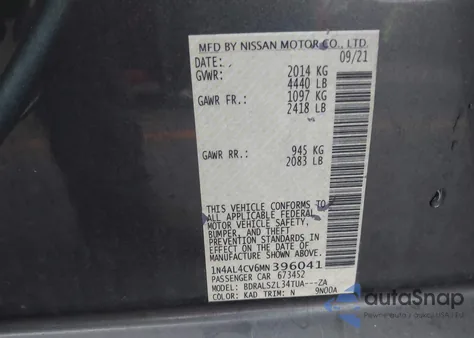 MFD BY NISSAN MOTOR CO., LTD.
DATE: 09/21
GVWR: 2014 KG
4440 LB
GAWR FR.: 1097 KG
2418 LB
GAWR RR.: 945 KG
2083 LB
THIS VEHICLE CONFORMS TO
ALL APPLICABLE FEDERAL
MOTOR VEHICLE SAFETY,
BUMPER, AND THEFT
PREVENTION STANDARDS IN
EFFECT ON THE DATE OF
MANUFACTURE SHOWN ABOVE.
1N4AL4CV6MN396041
PASSENGER CAR 673452
MODEL: BDRALSZL34TUA---ZA
COLOR: KAD TRIM: N 9N00A
autoSnap